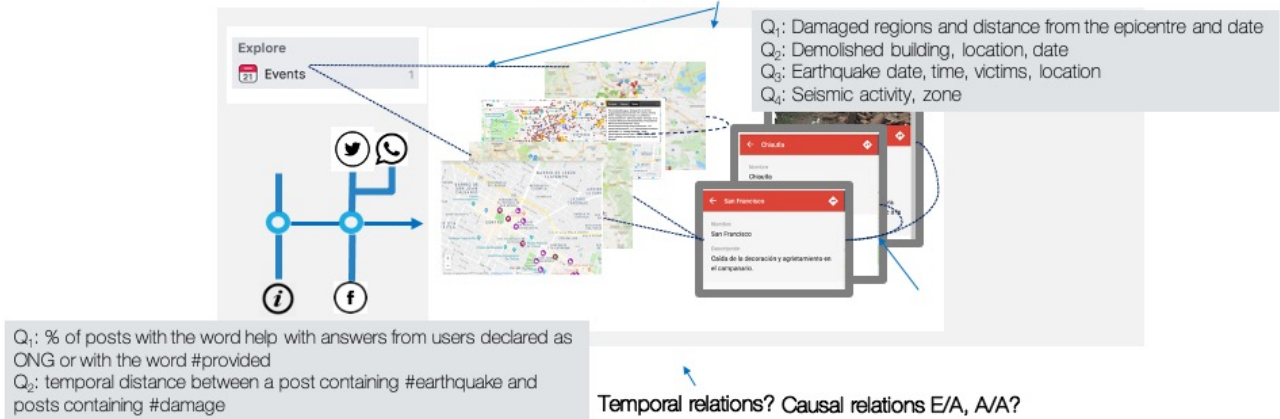 Q₁: Damaged regions and distance from the epicentre and date
Q₂: Demolished building, location, date
Q₃: Earthquake date, time, victims, location
Q₄: Seismic activity, zone
Explore
21 Events 1
← Chiautla
Nombre
Chiautla
← San Francisco
Nombre
San Francisco
Descripción
Caída de la decoración y agrietamiento en
el campanario.
Q₁: % of posts with the word help with answers from users declared as
ONG or with the word #provided
Q₂: temporal distance between a post containing #earthquake and
posts containing #damage
Temporal relations? Causal relations E/A, A/A?